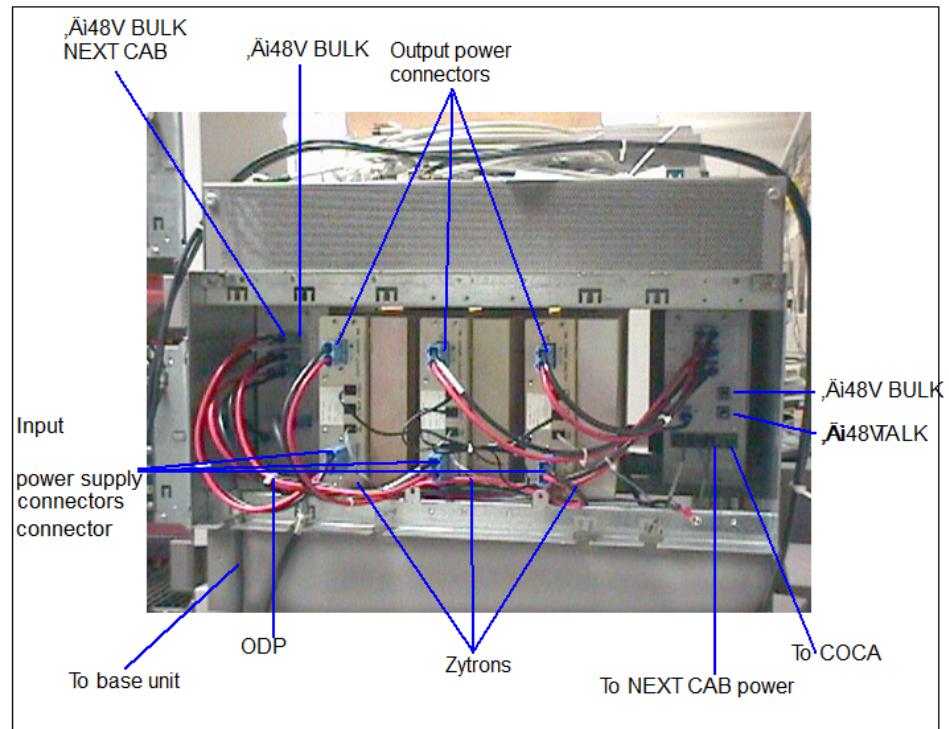 ‚Äì48V BULK
NEXT CAB
‚Äì48V BULK
Output power
connectors
‚Äì48V BULK
‚Äì48VTALK
Input
power supply
connectors
connector
ODP
Zytrons
To COCA
To base unit
To NEXT CAB power